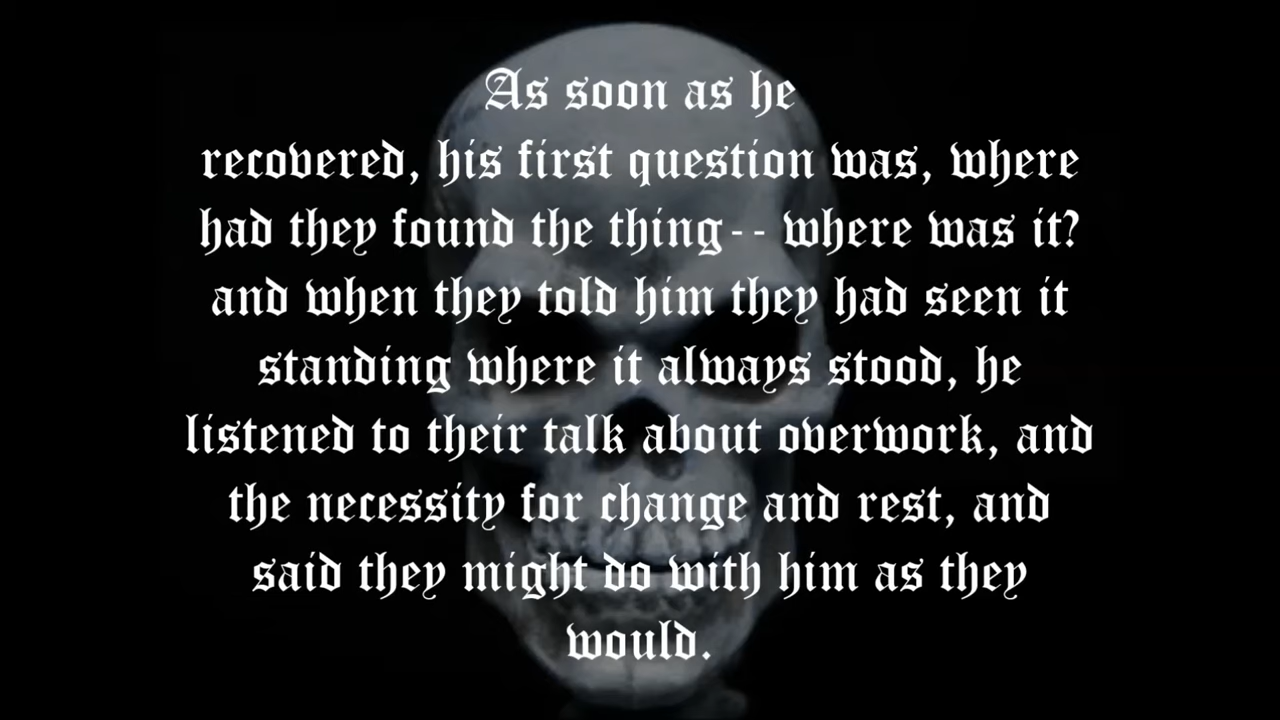 As soon as he
recovered, his first question was, where
had they found the thing-- where was it?
and when they told him they had seen it
standing where it always stood, he
listened to their talk about overwork, and
the necessity for change and rest, and
said they might do with him as they
would.